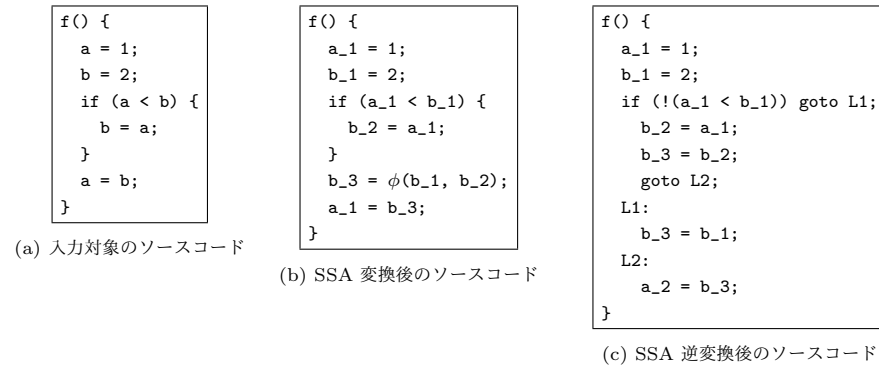 f() {
a = 1;
b = 2;
if (a < b) {
b = a;
}
a = b;
}
(a) 入力対象のソースコード
f() {
a_1 = 1;
b_1 = 2;
if (a_1 < b_1) {
b_2 = a_1;
}
b_3 = ϕ(b_1, b_2);
a_1 = b_3;
}
(b) SSA 変換後のソースコード
f() {
a_1 = 1;
b_1 = 2;
if (!(a_1 < b_1)) goto L1;
b_2 = a_1;
b_3 = b_2;
goto L2;
L1:
b_3 = b_1;
L2:
a_2 = b_3;
}
(c) SSA 逆変換後のソースコード